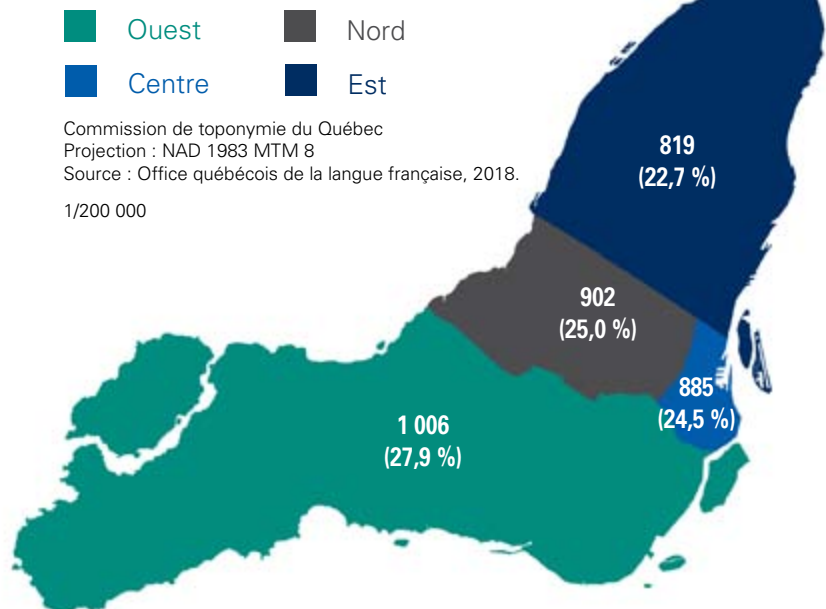 Ouest
Nord
Centre
Est
Commission de toponymie du Québec
Projection : NAD 1983 MTM 8
Source : Office québécois de la langue française, 2018.
1/200 000
819
(22,7 %)
902
(25,0 %)
885
(24,5 %)
1 006
(27,9 %)